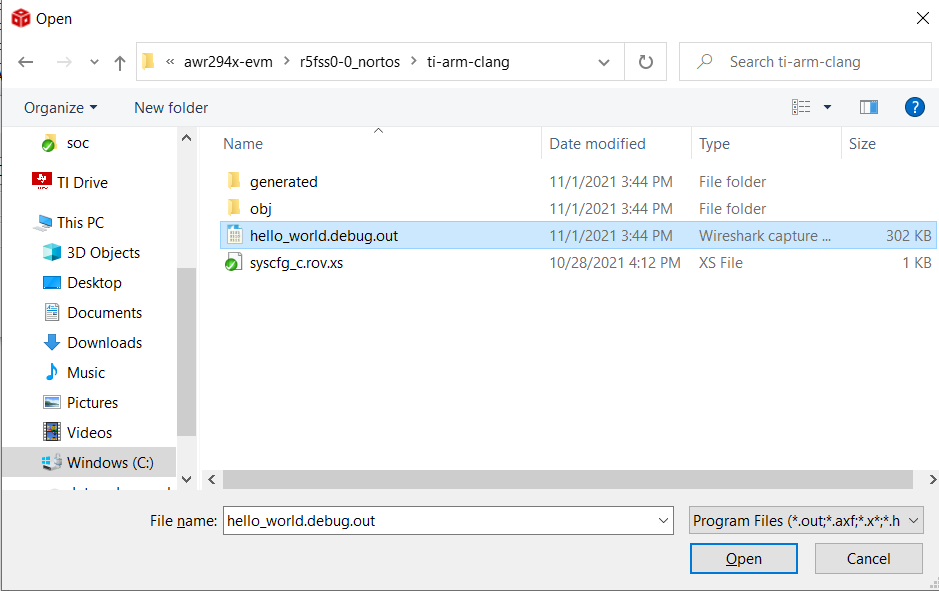 Open
« awr294x-evm > r5fss0-0_nortos > ti-arm-clang
Search ti-arm-clang
Organize New folder ?
Name Date modified Type Size
soc
TI Drive
This PC
3D Objects
Desktop
Documents
Downloads
Music
Pictures
Videos
Windows (C:)
generated 11/1/2021 3:44 PM File folder
obj 11/1/2021 3:44 PM File folder
hello_world.debug.out 11/1/2021 3:44 PM Wireshark capture ... 302 KB
syscfg_c.rov.xs 10/28/2021 4:12 PM XS File 1 KB
File name: hello_world.debug.out Program Files (*.out;*.axf;*.x*;*.h
Open Cancel